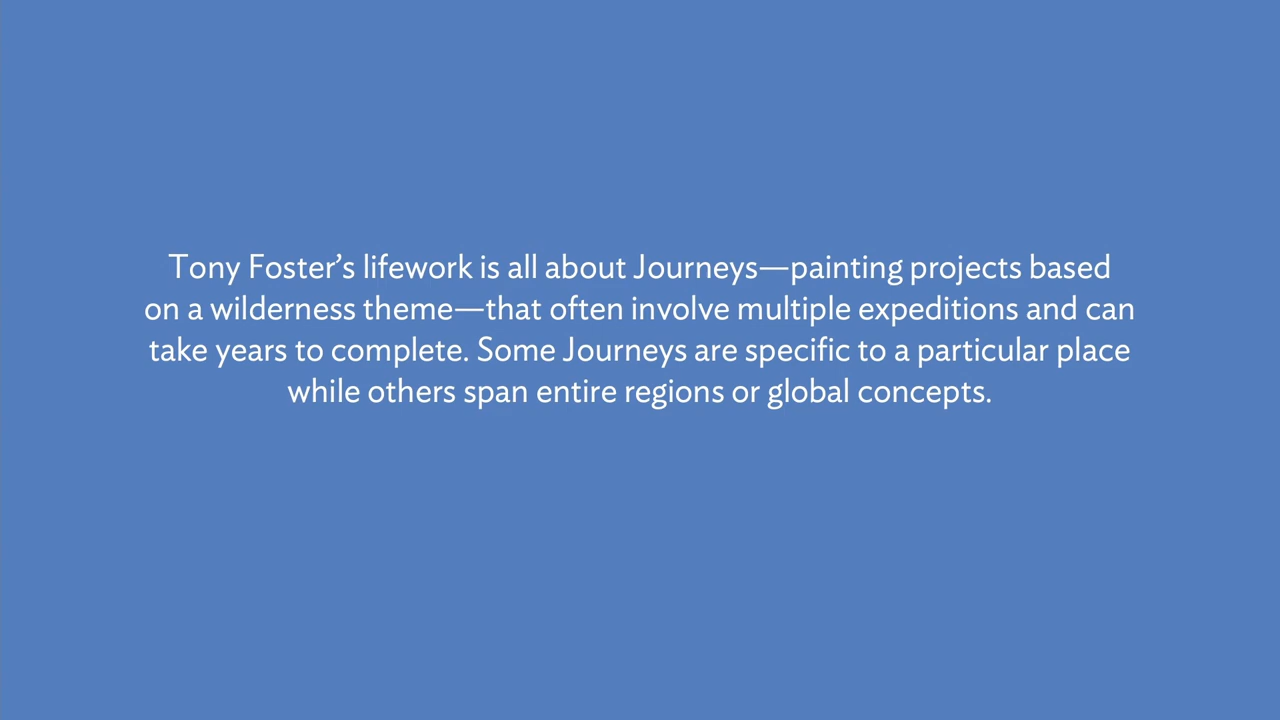 Tony Foster’s lifework is all about Journeys—painting projects based
on a wilderness theme—that often involve multiple expeditions and can
take years to complete. Some Journeys are specific to a particular place
while others span entire regions or global concepts.